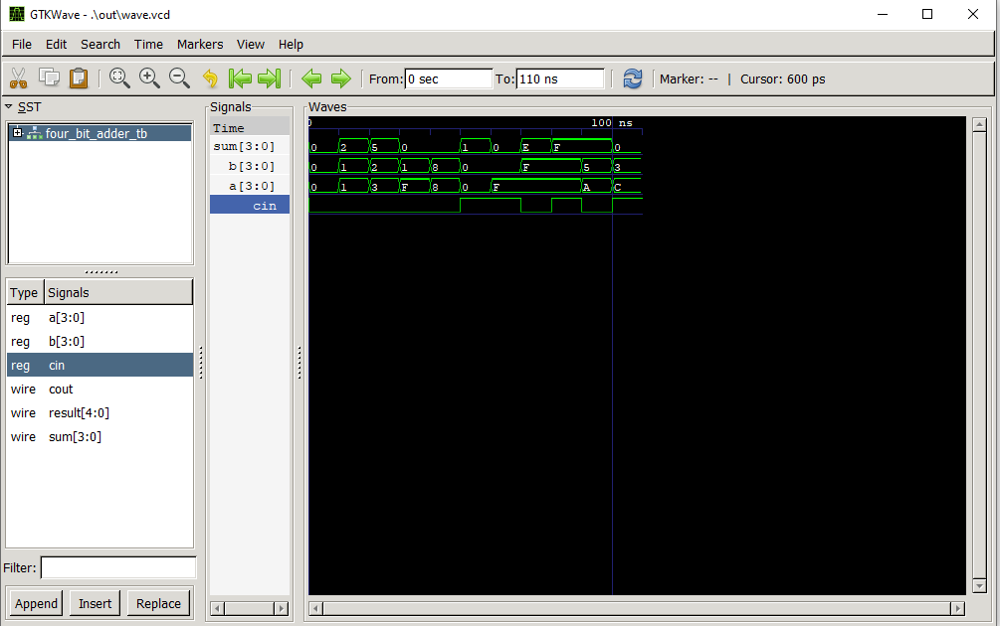 GTKWave - .\out\wave.vcd
File Edit Search Time Markers View Help
From: 0 sec To: 110 ns Marker: -- | Cursor: 600 ps
SST
four_bit_adder_tb
Type Signals
reg a[3:0]
reg b[3:0]
reg cin
wire cout
wire result[4:0]
wire sum[3:0]
Filter:
Append Insert Replace
Signals
Time
sum[3:0]
b[3:0]
a[3:0]
cin
Waves
0 100 ns
0 2 5 0 1 0 E F 0
0 1 2 1 8 0 F 5 3
0 1 3 F 8 0 F A C